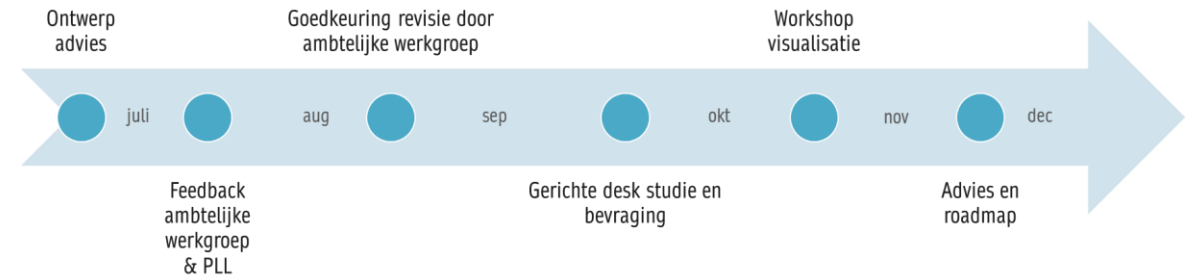 Ontwerp
advies
Goedkeuring revisie door
ambtelijke werkgroep
Workshop
visualisatie
juli
aug
sep
okt
nov
dec
Feedback
ambtelijke
werkgroep
& PLL
Gerichte desk studie en
bevraging
Advies en
roadmap